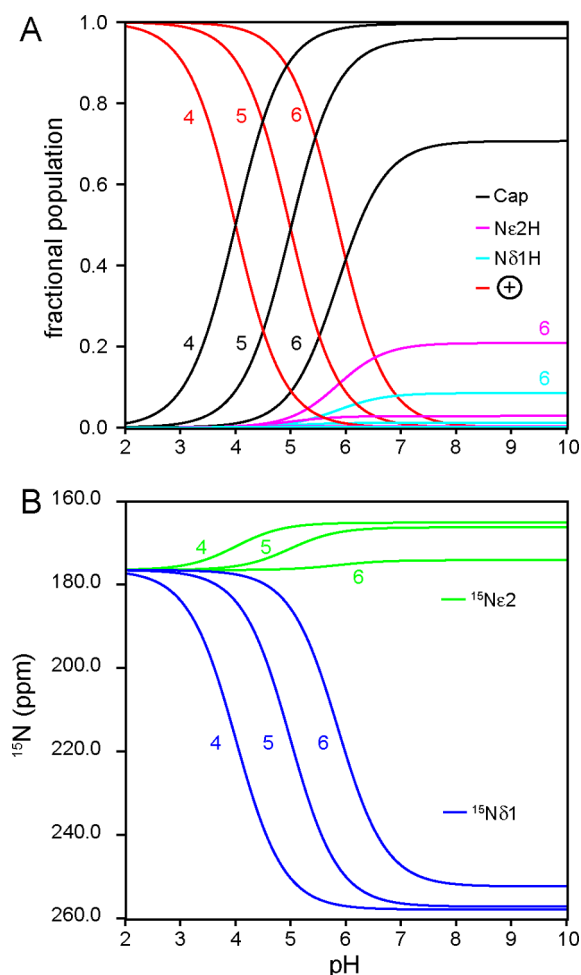 A
1.0
0.8
0.6
0.4
0.2
0.0
fractional population
4 5 6
4 5 6
Cap
Nε2H
Nδ1H
+
6
6
2 3 4 5 6 7 8 9 10
B
160.0
180.0
200.0
220.0
240.0
260.0
¹⁵N (ppm)
4 5
6
¹⁵Nε2
4 5 6
¹⁵Nδ1
2 3 4 5 6 7 8 9 10
pH